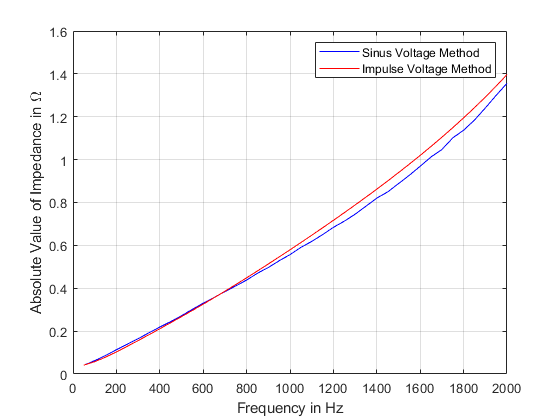 1.6
1.4
1.2
1
0.8
0.6
0.4
0.2
0
Absolute Value of Impedance in Ω
Sinus Voltage Method
Impulse Voltage Method
0 200 400 600 800 1000 1200 1400 1600 1800 2000
Frequency in Hz